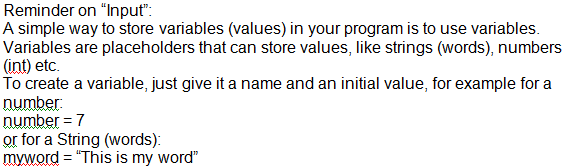 Reminder on “Input”:
A simple way to store variables (values) in your program is to use variables.
Variables are placeholders that can store values, like strings (words), numbers
(int) etc.
To create a variable, just give it a name and an initial value, for example for a
number:
number = 7
or for a String (words):
myword = “This is my word”